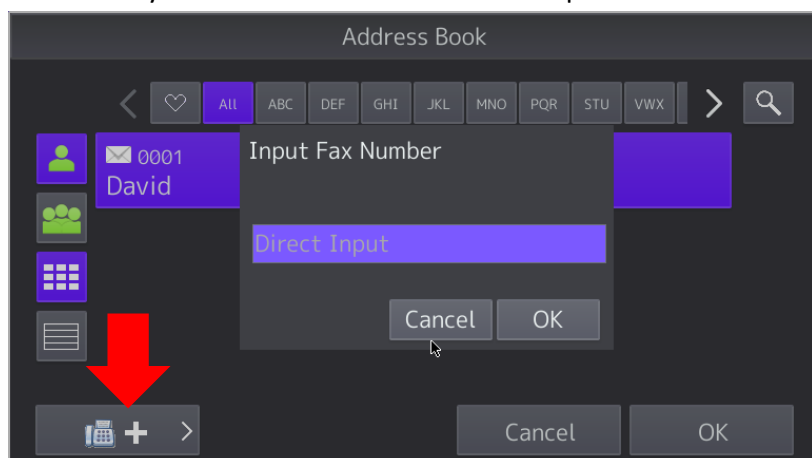 Address Book
All ABC DEF GHI JKL MNO PQR STU VWX
0001
David
Input Fax Number
Direct Input
Cancel OK
Cancel OK